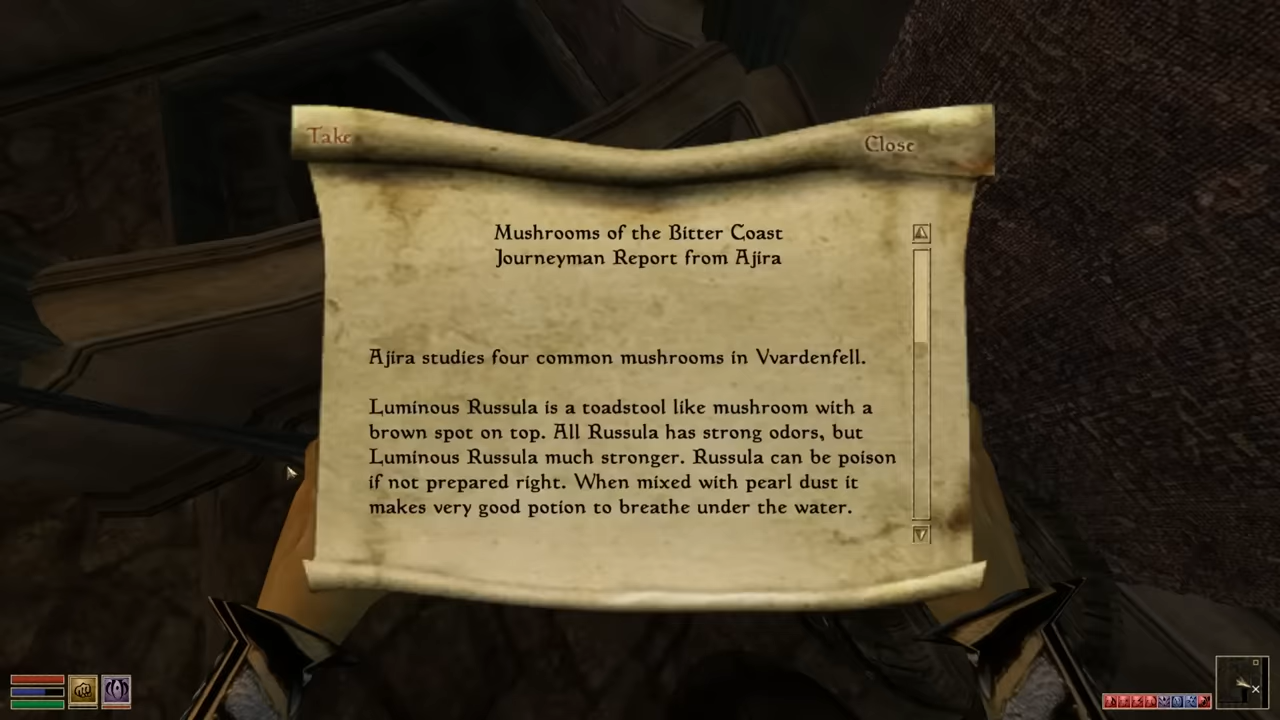 Take
Close
Mushrooms of the Bitter Coast
Journeyman Report from Ajira
Ajira studies four common mushrooms in Vvardenfell.
Luminous Russula is a toadstool like mushroom with a
brown spot on top. All Russula has strong odors, but
Luminous Russula much stronger. Russula can be poison
if not prepared right. When mixed with pearl dust it
makes very good potion to breathe under the water.